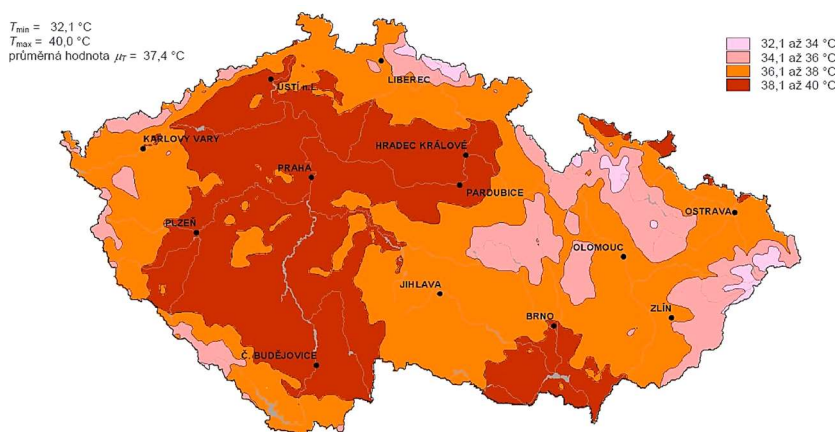 Tmin = 32,1 °C
Tmax = 40,0 °C
průměrná hodnota μT = 37,4 °C
32,1 až 34 °C
34,1 až 36 °C
36,1 až 38 °C
38,1 až 40 °C
LIBEREC
ÚSTÍ n.L.
KARLOVY VARY
HRADEC KRÁLOVÉ
PRAHA
PARDUBICE
OSTRAVA
PLZEŇ
OLOMOUC
JIHLAVA
BRNO
ZLÍN
Č. BUDĚJOVICE